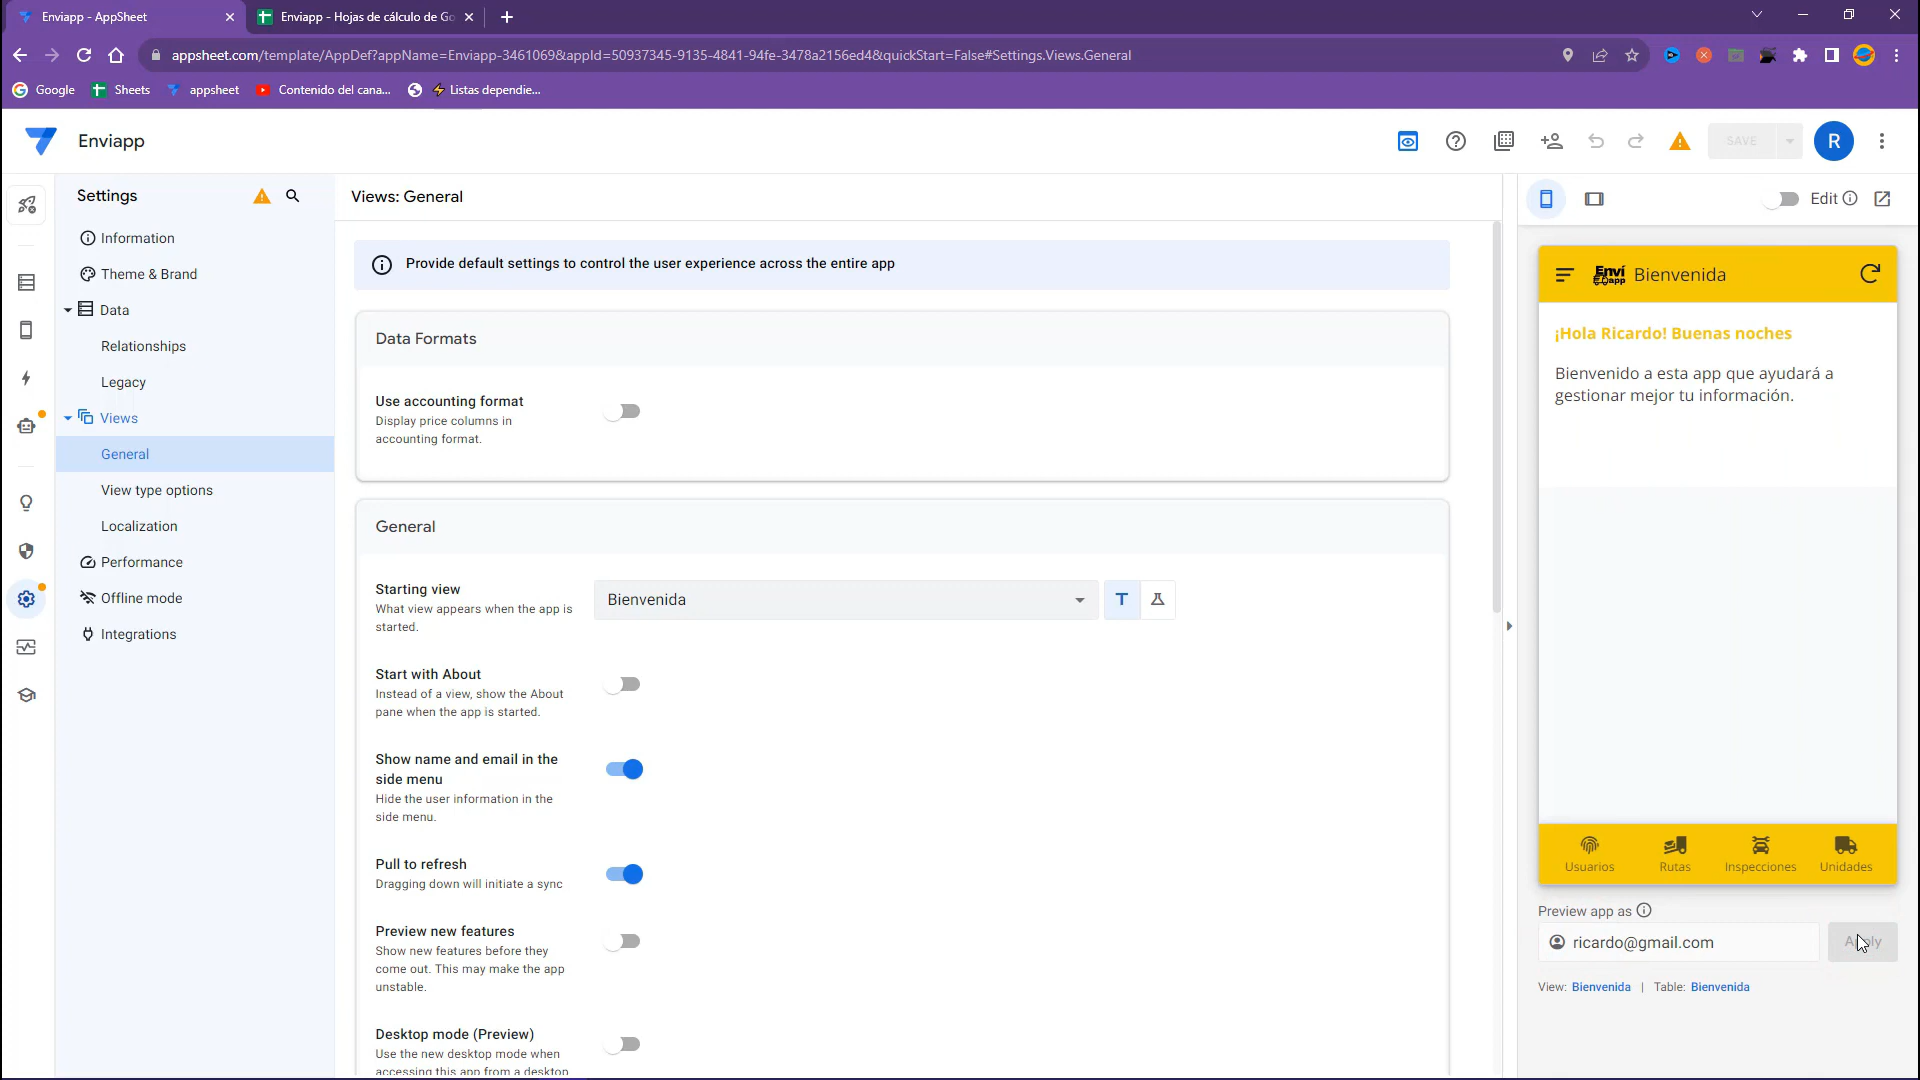 Enviapp - AppSheet
Enviapp - Hojas de cálculo de Go
appsheet.com/template/AppDef?appName=Enviapp-3461069&appId=50937345-9135-4841-94fe-3478a2156ed4&quickStart=False#Settings.Views.General
Google
Sheets
appsheet
Contenido del cana...
Listas dependie...
Enviapp
SAVE
R
Settings
Information
Theme & Brand
Data
Relationships
Legacy
Views
General
View type options
Localization
Performance
Offline mode
Integrations
Views: General
Provide default settings to control the user experience across the entire app
Data Formats
Use accounting format
Display price columns in
accounting format.
General
Starting view
What view appears when the app is
started.
Bienvenida
Start with About
Instead of a view, show the About
pane when the app is started.
Show name and email in the
side menu
Hide the user information in the
side menu.
Pull to refresh
Dragging down will initiate a sync
Preview new features
Show new features before they
come out. This may make the app
unstable.
Desktop mode (Preview)
Use the new desktop mode when
accessing this app from a desktop
Edit
Enví
app
Bienvenida
¡Hola Ricardo! Buenas noches
Bienvenido a esta app que ayudará a
gestionar mejor tu información.
Usuarios
Rutas
Inspecciones
Unidades
Preview app as
ricardo@gmail.com
Apply
View: Bienvenida | Table: Bienvenida